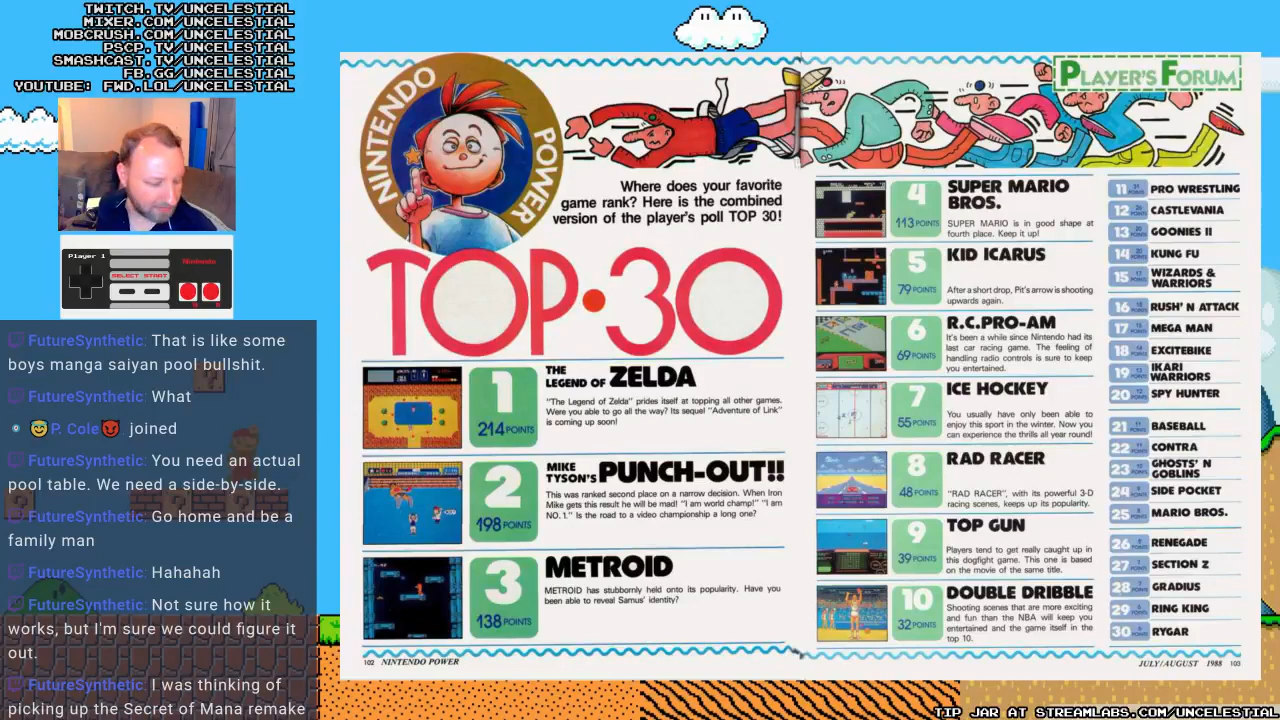 TWITCH.TV/UNCELESTIAL
MIXER.COM/UNCELESTIAL
MOBCRUSH.COM/UNCELESTIAL
PSCP.TV/UNCELESTIAL
SMASHCAST.TV/UNCELESTIAL
FB.GG/UNCELESTIAL
YOUTUBE: FWD.LOL/UNCELESTIAL
Player 1
Nintendo
SELECT START
FutureSynthetic: That is like some
boys manga saiyan pool bullshit.
FutureSynthetic: What
P. Cole joined
FutureSynthetic: You need an actual
pool table. We need a side-by-side.
FutureSynthetic: Go home and be a
family man
FutureSynthetic: Hahahah
FutureSynthetic: Not sure how it
works, but I'm sure we could figure it
out.
FutureSynthetic: I was thinking of
picking up the Secret of Mana remake
NINTENDO POWER
Where does your favorite
game rank? Here is the combined
version of the player's poll TOP 30!
TOP•30
1
214 POINTS
THE
LEGEND OF ZELDA
"The Legend of Zelda" prides itself at topping all other games.
Were you able to go all the way? Its sequel "Adventure of Link"
is coming up soon!
2
198 POINTS
MIKE
TYSON'S PUNCH-OUT!!
This was ranked second place on a narrow decision. When Iron
Mike gets this result he will be mad! "I am world champ!" "I am
NO. 1." Is the road to a video championship a long one?
3
138 POINTS
METROID
METROID has stubbornly held onto its popularity. Have you
been able to reveal Samus' identity?
102 NINTENDO POWER
PLAYER'S FORUM
4
113 POINTS
SUPER MARIO
BROS.
SUPER MARIO is in good shape at
fourth place. Keep it up!
5
79 POINTS
KID ICARUS
After a short drop, Pit's arrow is shooting
upwards again.
6
69 POINTS
R.C.PRO-AM
It's been a while since Nintendo had its
last car racing game. The feeling of
handling radio controls is sure to keep
you entertained.
7
55 POINTS
ICE HOCKEY
You usually have only been able to
enjoy this sport in the winter. Now you
can experience the thrills all year round!
8
48 POINTS
RAD RACER
"RAD RACER", with its powerful 3-D
racing scenes, keeps up its popularity.
9
39 POINTS
TOP GUN
Players tend to get really caught up in
this dogfight game. This one is based
on the movie of the same title.
10
32 POINTS
DOUBLE DRIBBLE
Shooting scenes that are more exciting
and fun than the NBA will keep you
entertained and the game itself in the
top 10.
11 PRO WRESTLING
12 CASTLEVANIA
13 GOONIES II
14 KUNG FU
15 WIZARDS &
WARRIORS
16 RUSH' N ATTACK
17 MEGA MAN
18 EXCITEBIKE
19 IKARI
WARRIORS
20 SPY HUNTER
21 BASEBALL
22 CONTRA
23 GHOSTS' N
GOBLINS
24 SIDE POCKET
25 MARIO BROS.
26 RENEGADE
27 SECTION Z
28 GRADIUS
29 RING KING
30 RYGAR
JULY/AUGUST 1988 103
TIP JAR AT STREAMLABS.COM/UNCELESTIAL